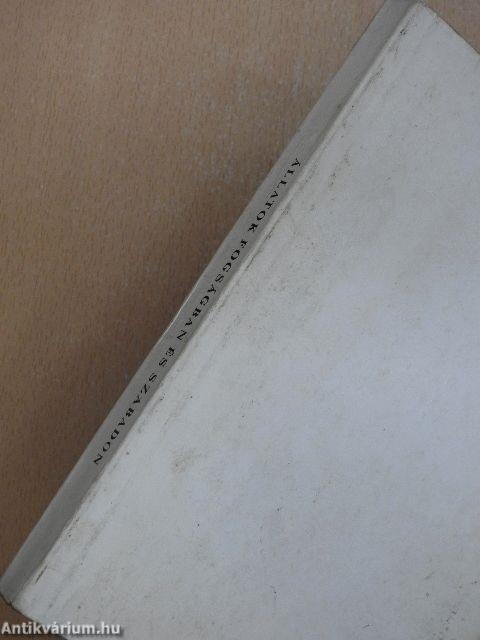 ÁLLATOK FOGSÁGBAN ÉS SZABADON
Antikvárium.hu